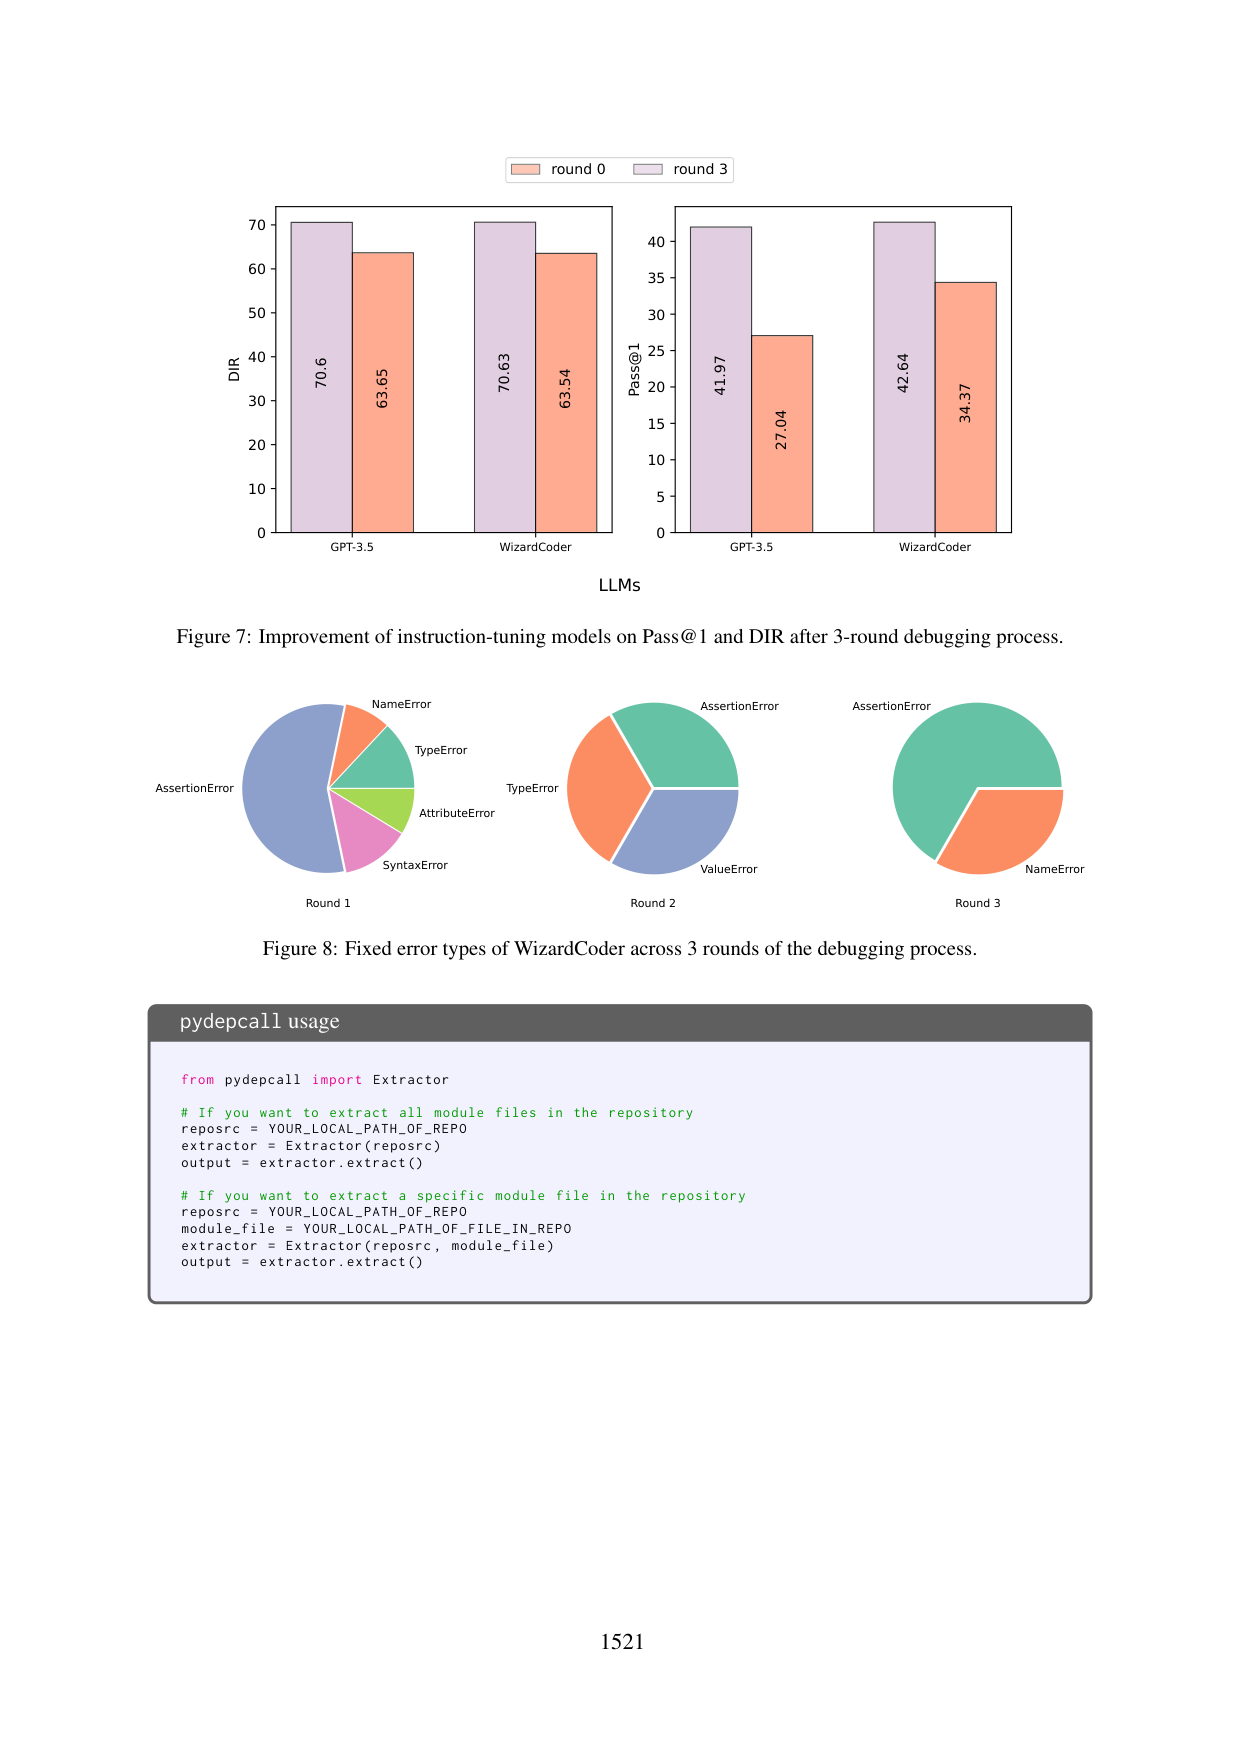 round 0
round 3
70
60
50
40
30
20
10
0
DIR
70.6
63.65
70.63
63.54
GPT-3.5
WizardCoder
40
35
30
25
20
15
10
5
0
Pass@1
41.97
27.04
42.64
34.37
GPT-3.5
WizardCoder
LLMs
Figure 7: Improvement of instruction-tuning models on Pass@1 and DIR after 3-round debugging process.
NameError
TypeError
AssertionError
AttributeError
SyntaxError
Round 1
AssertionError
TypeError
ValueError
Round 2
AssertionError
NameError
Round 3
Figure 8: Fixed error types of WizardCoder across 3 rounds of the debugging process.
pydepcall usage
from pydepcall import Extractor
# If you want to extract all module files in the repository
reposrc = YOUR_LOCAL_PATH_OF_REPO
extractor = Extractor(reposrc)
output = extractor.extract()
# If you want to extract a specific module file in the repository
reposrc = YOUR_LOCAL_PATH_OF_REPO
module_file = YOUR_LOCAL_PATH_OF_FILE_IN_REPO
extractor = Extractor(reposrc, module_file)
output = extractor.extract()
1521